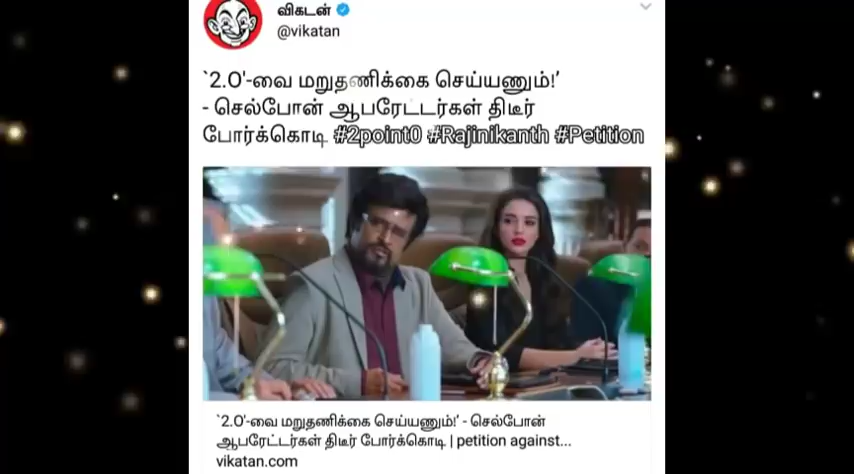 விகடன்
@vikatan
`2.O'-வை மறுதணிக்கை செய்யணும்!’
- செல்போன் ஆபரேட்டர்கள் திடீர்
போர்க்கொடி #2point0 #Rajinikanth #Petition
`2.O'-வை மறுதணிக்கை செய்யணும்!’ - செல்போன்
ஆபரேட்டர்கள் திடீர் போர்க்கொடி | petition against...
vikatan.com